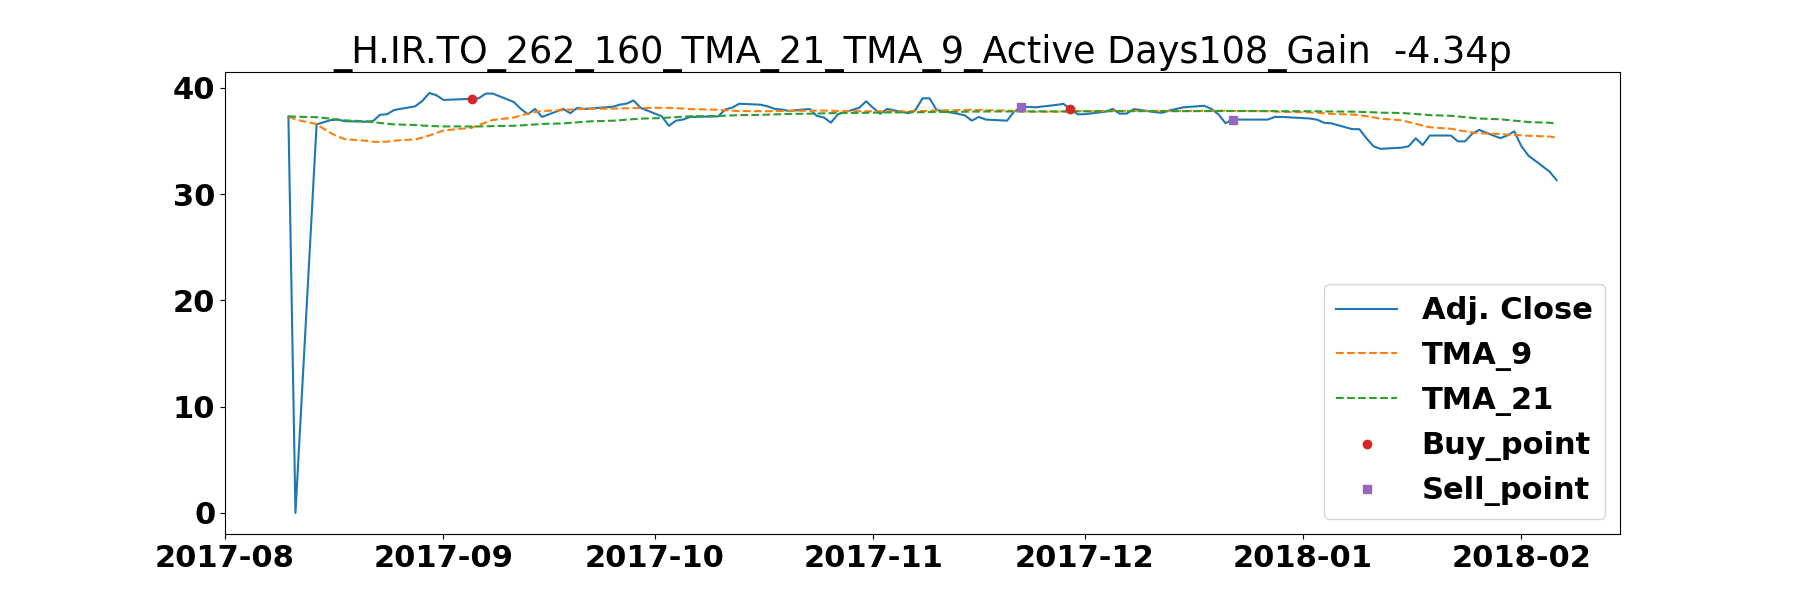 _H.IR.TO_262_160_TMA_21_TMA_9_Active Days108_Gain  -4.34p
40
30
20
10
0
Adj. Close
TMA_9
TMA_21
Buy_point
Sell_point
2017-08 2017-09 2017-10 2017-11 2017-12 2018-01 2018-02